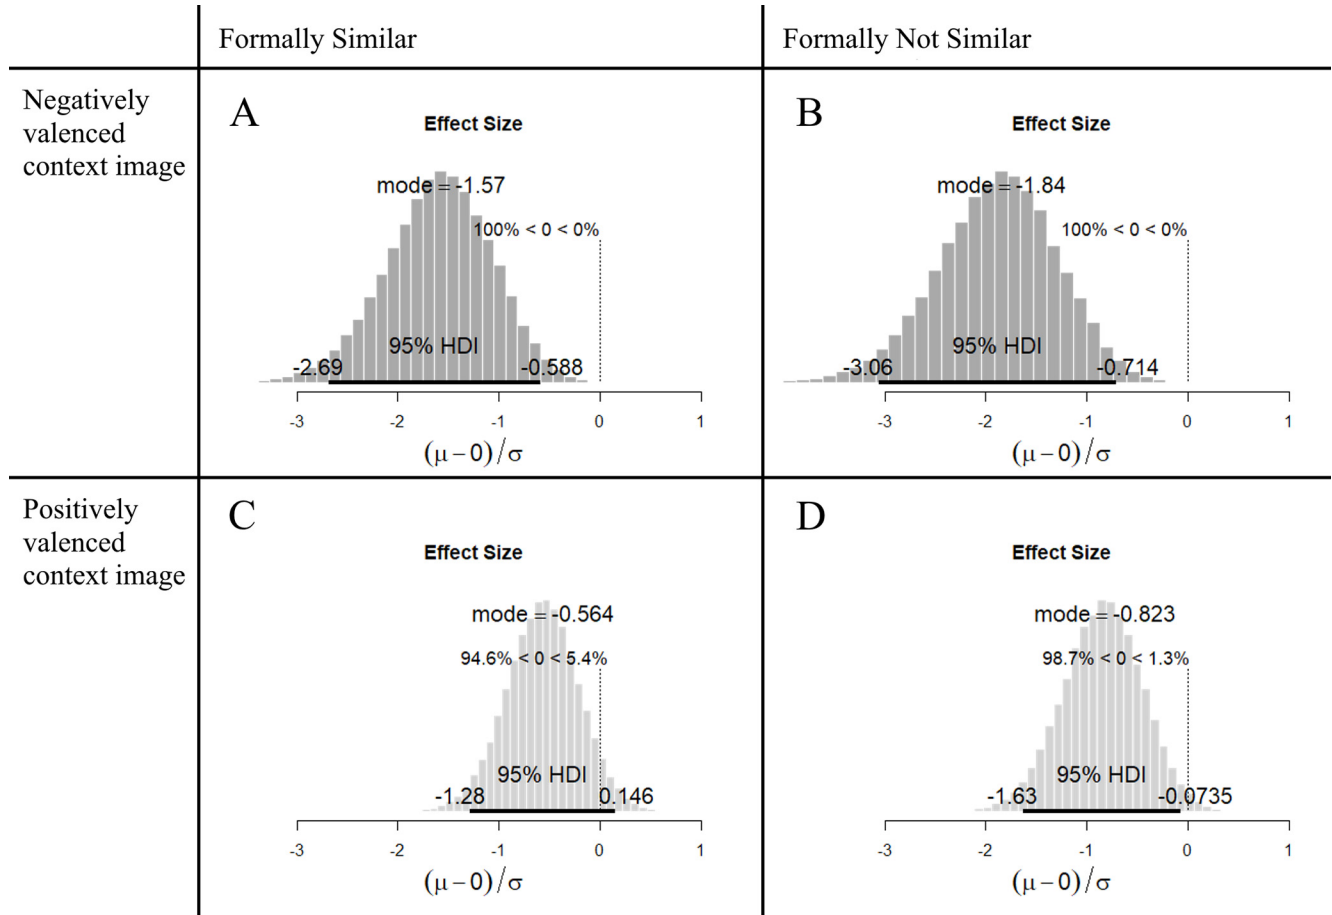 Formally Similar
Formally Not Similar
Negatively
valenced
context image
A
Effect Size
mode = -1.57
100% < 0 < 0%
95% HDI
-2.69
-0.588
-3 -2 -1 0 1
(μ − 0)/σ
B
Effect Size
mode = -1.84
100% < 0 < 0%
95% HDI
-3.06
-0.714
-3 -2 -1 0 1
(μ − 0)/σ
Positively
valenced
context image
C
Effect Size
mode = -0.564
94.6% < 0 < 5.4%
95% HDI
-1.28
0.146
-3 -2 -1 0 1
(μ − 0)/σ
D
Effect Size
mode = -0.823
98.7% < 0 < 1.3%
95% HDI
-1.63
-0.0735
-3 -2 -1 0 1
(μ − 0)/σ